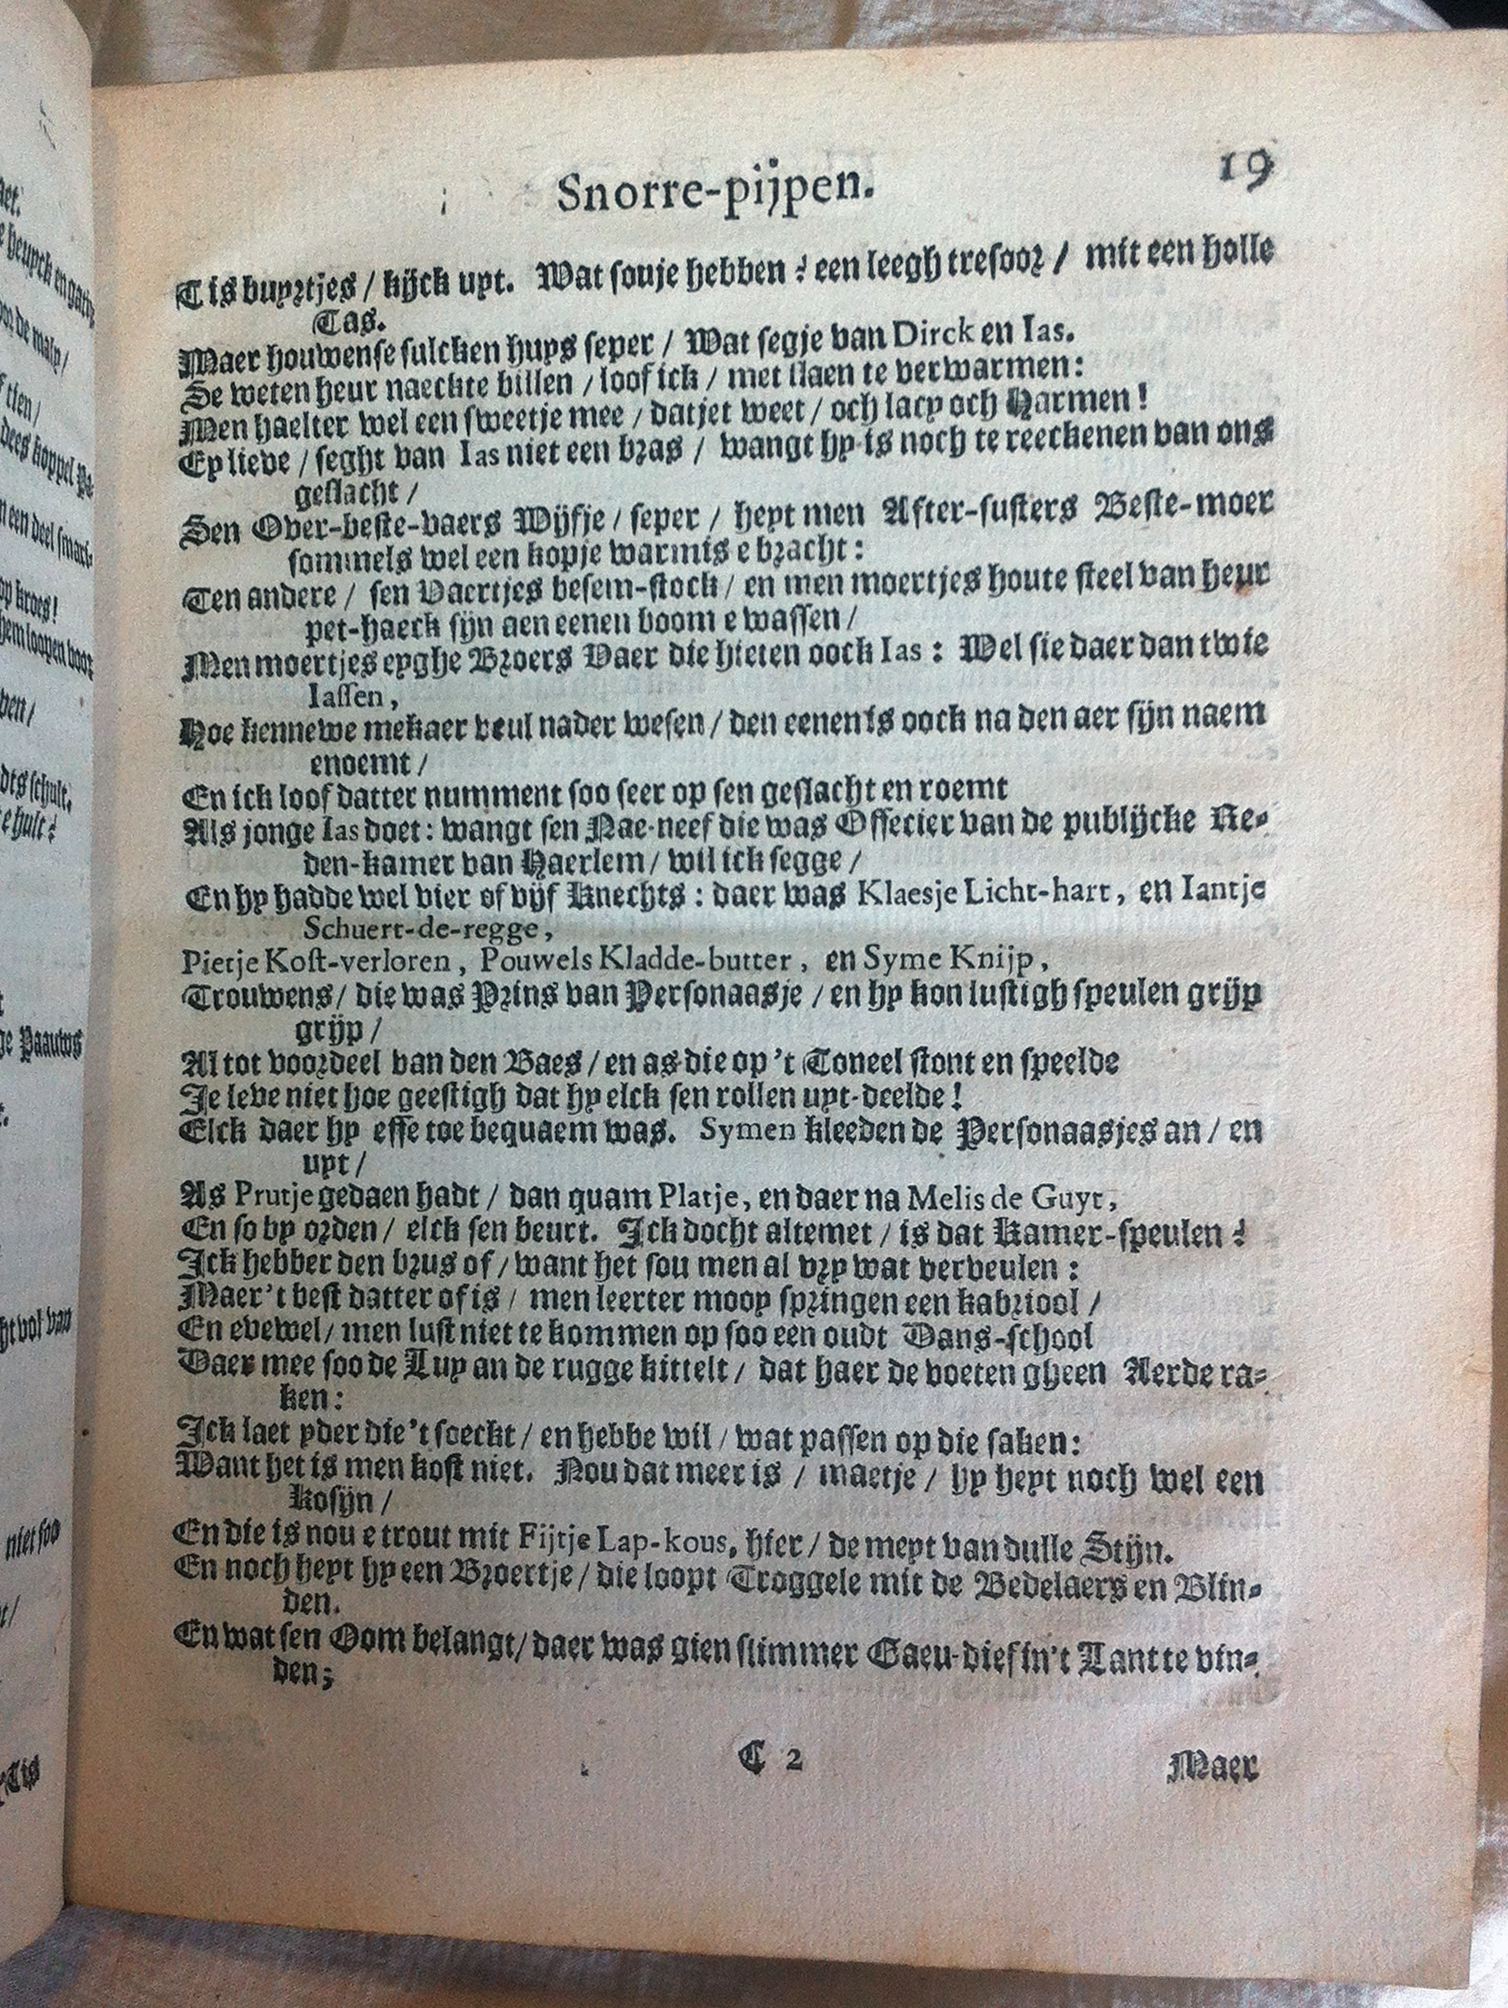 Snorre-pijpen. 19
Tis buyrtjes / kijck uyt. Wat souje hebben? een leegh tresoor / mit een holle
Tas.
Maer houwense sulcken huys seper / Wat segje van Dirck en Ias.
Se weten heur naeckte billen / loof ick / met slaen te verwarmen:
Men haelter wel een sweetje mee / datjet weet / och lacy och Harmen!
Ey lieve / seght van Ias niet een bras / wangt hy is noch te reeckenen van ons
geslacht /
Sen Over-beste-vaers Wijfje / seper / heyt men After-susters Beste-moer
sommels wel een kopje warmis e bracht:
Ten andere / sen Vaertjes besem-stock / en men moertjes houte steel van heur
pet-haeck sijn aen eenen boom e wassen /
Men moertjes eyghe Broers Vaer die hieten oock Ias: Wel sie daer dan twie
Iassen,
Hoe kennewe mekaer veul nader wesen / den eenen is oock na den aer sijn naem
enoemt /
En ick loof datter numment soo seer op sen geslacht en roemt
Als jonge Ias doet: wangt sen Nae-neef die was Offecier van de publijcke Re-
den-kamer van Haerlem / wil ick segge /
En hy hadde wel vier of vijf knechts: daer was Klaesje Licht-hart, en Iantje
Schuert-de-regge,
Pietje Kost-verloren, Pouwels Kladde-butter, en Syme Knijp,
Trouwens / die was Prins van Personaasje / en hy kon lustigh speulen grijp
grijp /
Al tot voordeel van den Baes / en as die op 't Toneel stont en speelde
Je leve niet hoe geestigh dat hy elck sen rollen uyt-deelde!
Elck daer hy effe toe bequaem was. Symen kleeden de Personaasjes an / en
uyt /
As Prutje gedaen hadt / dan quam Platje, en daer na Melis de Guyt,
En so by orden / elck sen beurt. Ick docht altemet / is dat kamer-speulen?
Ick hebber den brus of / want het sou men al vry wat verveulen:
Maer 't best datter of is / men leerter mooy springen een kabriool /
En evewel / men lust niet te kommen op soo een oudt Dans-school
Daer mee soo de Luy an de rugge kittelt / dat haer de voeten gheen Aerde ra-
ken:
Ick laet yder die 't soeckt / en hebbe wil / wat passen op die saken:
Want het is men kost niet. Nou dat meer is / maetje / hy heyt noch wel een
kosijn /
En die is nou e trout mit Fijtje Lap-kous, hier / de meyt van dulle Stijn.
En noch heyt hy een Broertje / die loopt Troggele mit de Bedelaers en Blin-
den.
En wat sen Oom belangt / daer was gien slimmer Gaeu-dief in 't Lant te vin-
den;
C 2 Maer